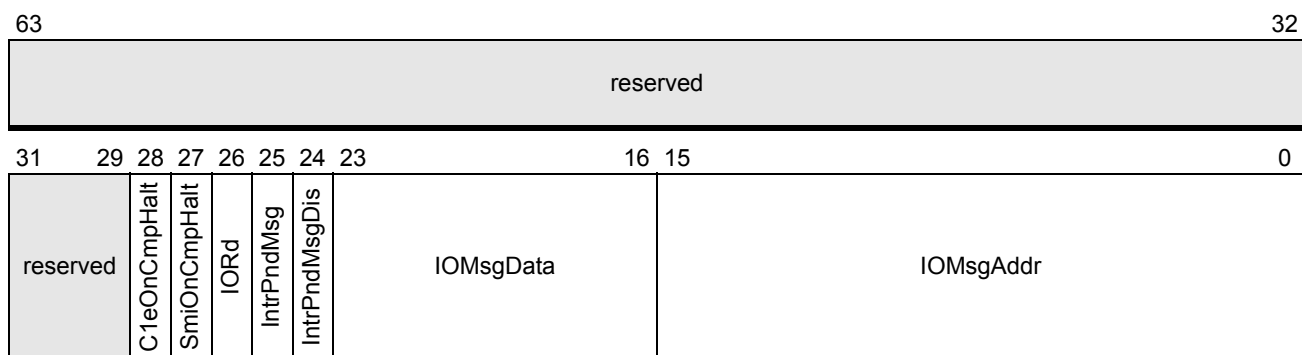 63 32
reserved
31 29 28 27 26 25 24 23 16 15 0
reserved
C1eOnCmpHalt
SmiOnCmpHalt
IORd
IntrPndMsg
IntrPndMsgDis
IOMsgData
IOMsgAddr